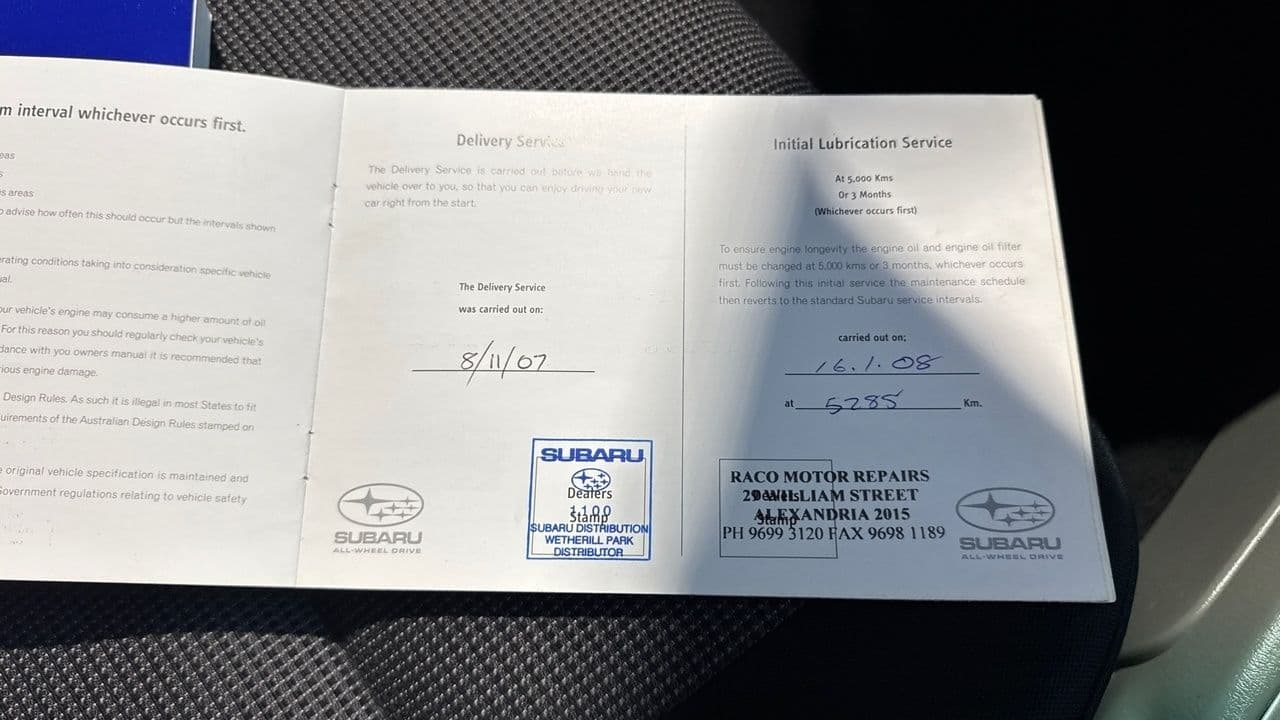 m interval whichever occurs first.
eas
s
s areas
o advise how often this should occur but the intervals shown
erating conditions taking into consideration specific vehicle
ual.
our vehicle's engine may consume a higher amount of oil
For this reason you should regularly check your vehicle's
dance with you owners manual it is recommended that
rious engine damage.
Design Rules. As such it is illegal in most States to fit
uirements of the Australian Design Rules stamped on
e original vehicle specification is maintained and
Government regulations relating to vehicle safety
Delivery Service
The Delivery Service is carried out before we hand the
vehicle over to you, so that you can enjoy driving your new
car right from the start.
The Delivery Service
was carried out on:
8/11/07
SUBARU
ALL-WHEEL DRIVE
SUBARU
Dealers
1100
Stamp
SUBARU DISTRIBUTION
WETHERILL PARK
DISTRIBUTOR
Initial Lubrication Service
At 5,000 Kms
Or 3 Months
(Whichever occurs first)
To ensure engine longevity the engine oil and engine oil filter
must be changed at 5,000 kms or 3 months, whichever occurs
first. Following this initial service the maintenance schedule
then reverts to the standard Subaru service intervals.
carried out on;
16.1.08
at 5285 Km.
RACO MOTOR REPAIRS
29 WILLIAM STREET
Dealers
ALEXANDRIA 2015
Stamp
PH 9699 3120 FAX 9698 1189
SUBARU
ALL-WHEEL DRIVE